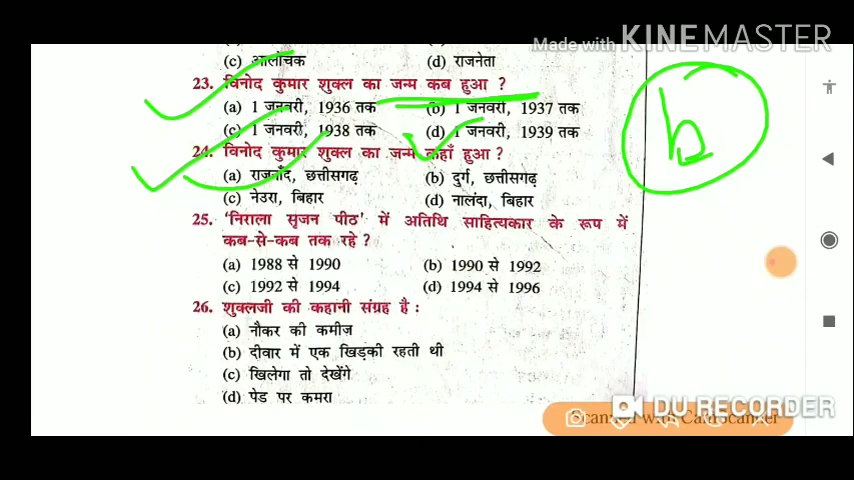 Made with KINEMASTER
(c) आलोचक (d) राजनेता
23. विनोद कुमार शुक्ल का जन्म कब हुआ ?
(a) 1 जनवरी, 1936 तक (b) 1 जनवरी, 1937 तक
(c) 1 जनवरी, 1938 तक (d) 1 जनवरी, 1939 तक
b
24. विनोद कुमार शुक्ल का जन्म कहाँ हुआ ?
(a) राजनाँद, छत्तीसगढ़ (b) दुर्ग, छत्तीसगढ़
(c) नेउरा, बिहार (d) नालंदा, बिहार
25. 'निराला सृजन पीठ' में अतिथि साहित्यकार के रूप में
कब-से-कब तक रहे ?
(a) 1988 से 1990 (b) 1990 से 1992
(c) 1992 से 1994 (d) 1994 से 1996
26. शुक्लजी की कहानी संग्रह है :
(a) नौकर की कमीज
(b) दीवार में एक खिड़की रहती थी
(c) खिलेगा तो देखेंगे
(d) पेड पर कमरा
DU RECORDER
Scanned with CamScanner